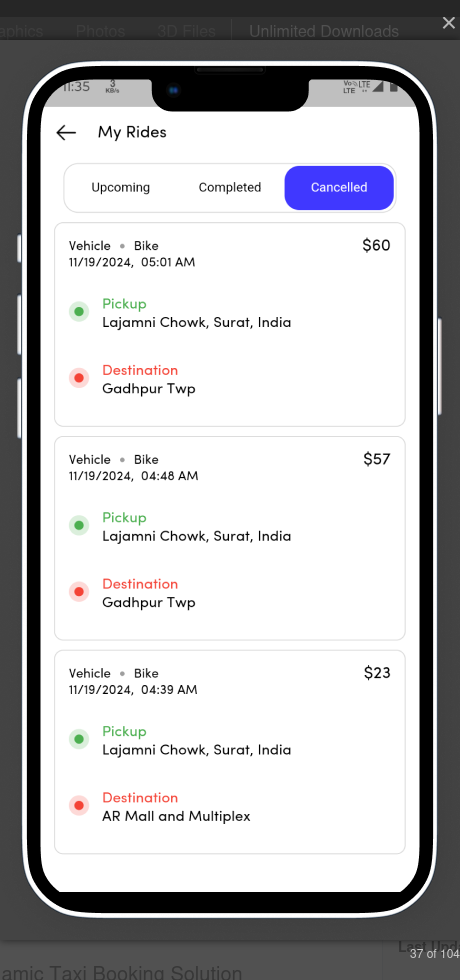 aphics Photos 3D Files Unlimited Downloads
11:35 3 KB/s Vo LTE LTE
My Rides
Upcoming Completed Cancelled
Vehicle • Bike $60
11/19/2024, 05:01 AM
Pickup
Lajamni Chowk, Surat, India
Destination
Gadhpur Twp
Vehicle • Bike $57
11/19/2024, 04:48 AM
Pickup
Lajamni Chowk, Surat, India
Destination
Gadhpur Twp
Vehicle • Bike $23
11/19/2024, 04:39 AM
Pickup
Lajamni Chowk, Surat, India
Destination
AR Mall and Multiplex
Last Upd
37 of 104
amic Taxi Booking Solution